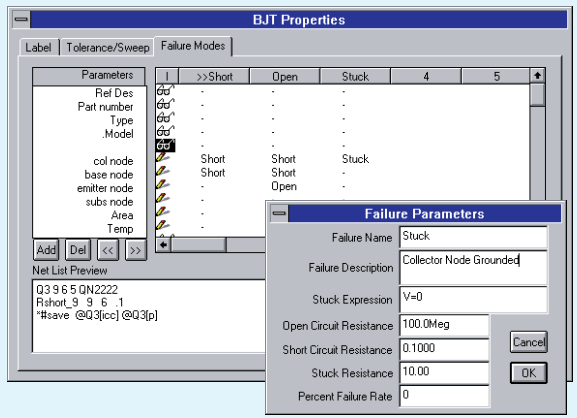 BJT Properties
Label Tolerance/Sweep Failure Modes
Parameters I >>Short Open Stuck 4 5
Ref Des - - -
Part number - - -
Type - - -
.Model - - -
- - -
col node Short Short Stuck
base node Short Short -
emitter node - Open -
subs node - - -
Area - - -
Temp - - -
Add Del << >>
Net List Preview
Q3 9 6 5 QN2222
Rshort_9 9 6 .1
*#save @Q3[icc] @Q3[p]
Failure Parameters
Failure Name Stuck
Failure Description Collector Node Grounded
Stuck Expression V=0
Open Circuit Resistance 100.0Meg
Short Circuit Resistance 0.1000
Cancel
Stuck Resistance 10.00
OK
Percent Failure Rate 0